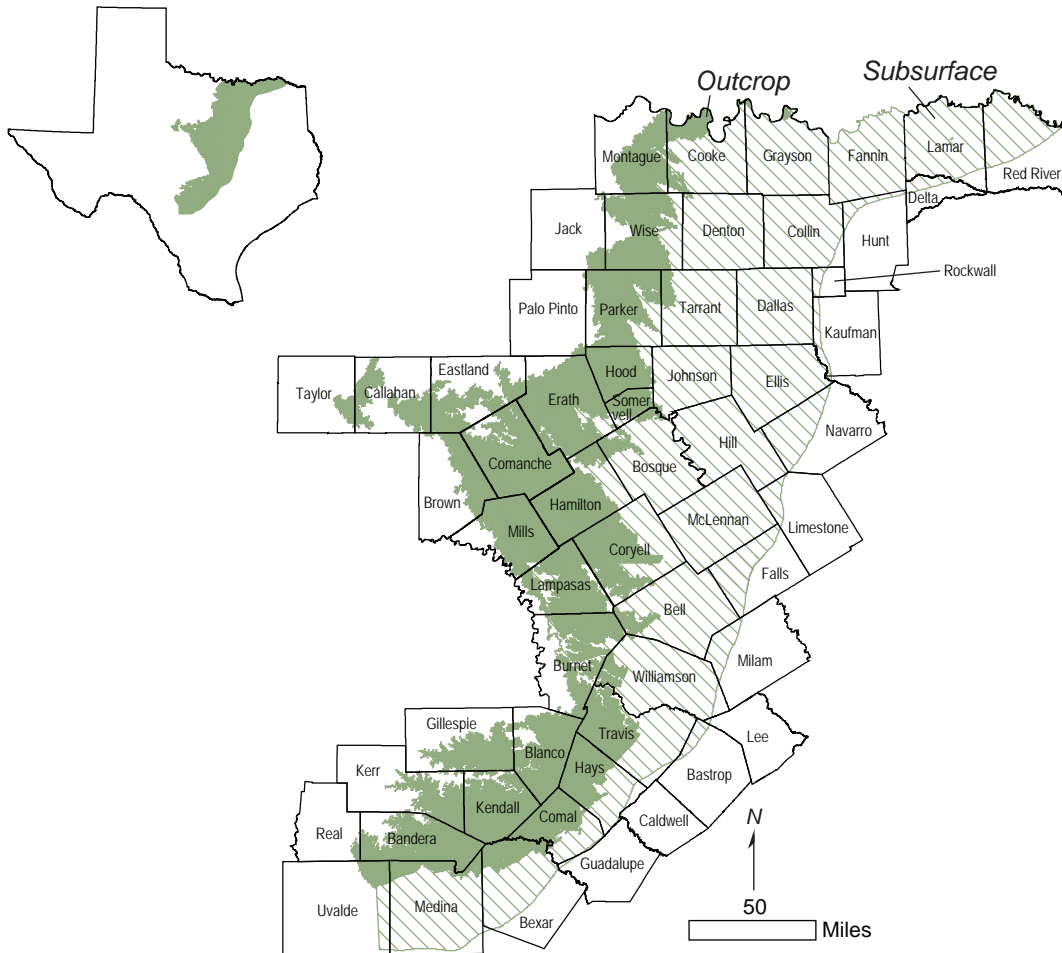 Outcrop
Subsurface
Montague
Cooke
Grayson
Fannin
Lamar
Red River
Delta
Jack
Wise
Denton
Collin
Hunt
Rockwall
Palo Pinto
Parker
Tarrant
Dallas
Kaufman
Taylor
Callahan
Eastland
Erath
Hood
Somer
vell
Johnson
Ellis
Navarro
Comanche
Bosque
Hill
Brown
Hamilton
McLennan
Limestone
Mills
Coryell
Falls
Lampasas
Bell
Milam
Burnet
Williamson
Gillespie
Blanco
Travis
Lee
Kerr
Hays
Bastrop
Kendall
Comal
Caldwell
Real
Bandera
Guadalupe
Uvalde
Medina
Bexar
N
50
Miles